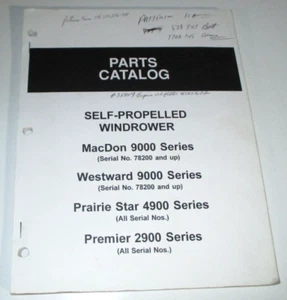 PARTS
CATALOG
SELF-PROPELLED
WINDROWER
MacDon 9000 Series
(Serial No. 78200 and up)
Westward 9000 Series
(Serial No. 78200 and up)
Prairie Star 4900 Series
(All Serial Nos.)
Premier 2900 Series
(All Serial Nos.)